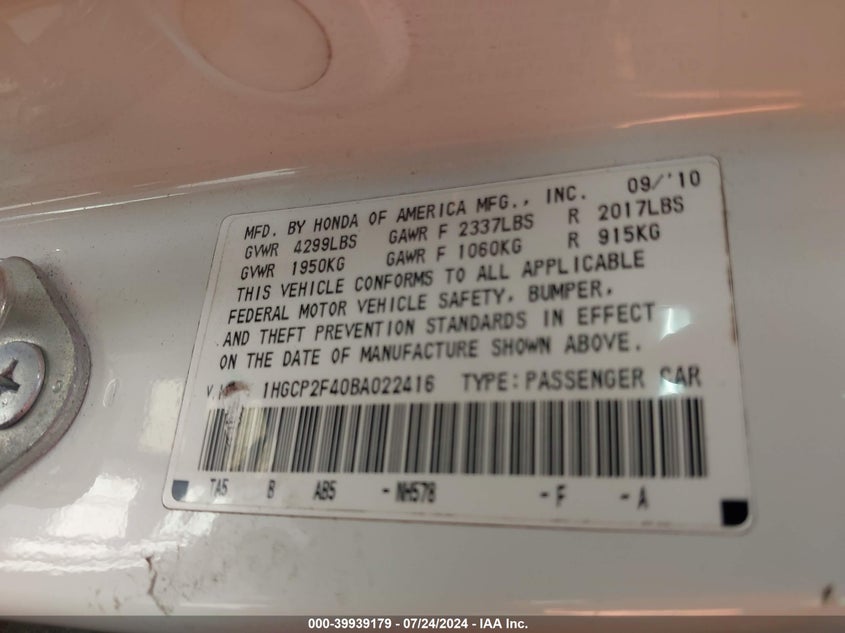 MFD. BY HONDA OF AMERICA MFG., INC. 09/'10
GVWR 4299LBS GAWR F 2337LBS R 2017LBS
GVWR 1950KG GAWR F 1060KG R 915KG
THIS VEHICLE CONFORMS TO ALL APPLICABLE
FEDERAL MOTOR VEHICLE SAFETY, BUMPER,
AND THEFT PREVENTION STANDARDS IN EFFECT
ON THE DATE OF MANUFACTURE SHOWN ABOVE.
1HGCP2F40BA022416 TYPE: PASSENGER CAR
TA5 B AB5 - NH578 - F - A
000-39939179 / 07/24/2024 - IAA Inc.